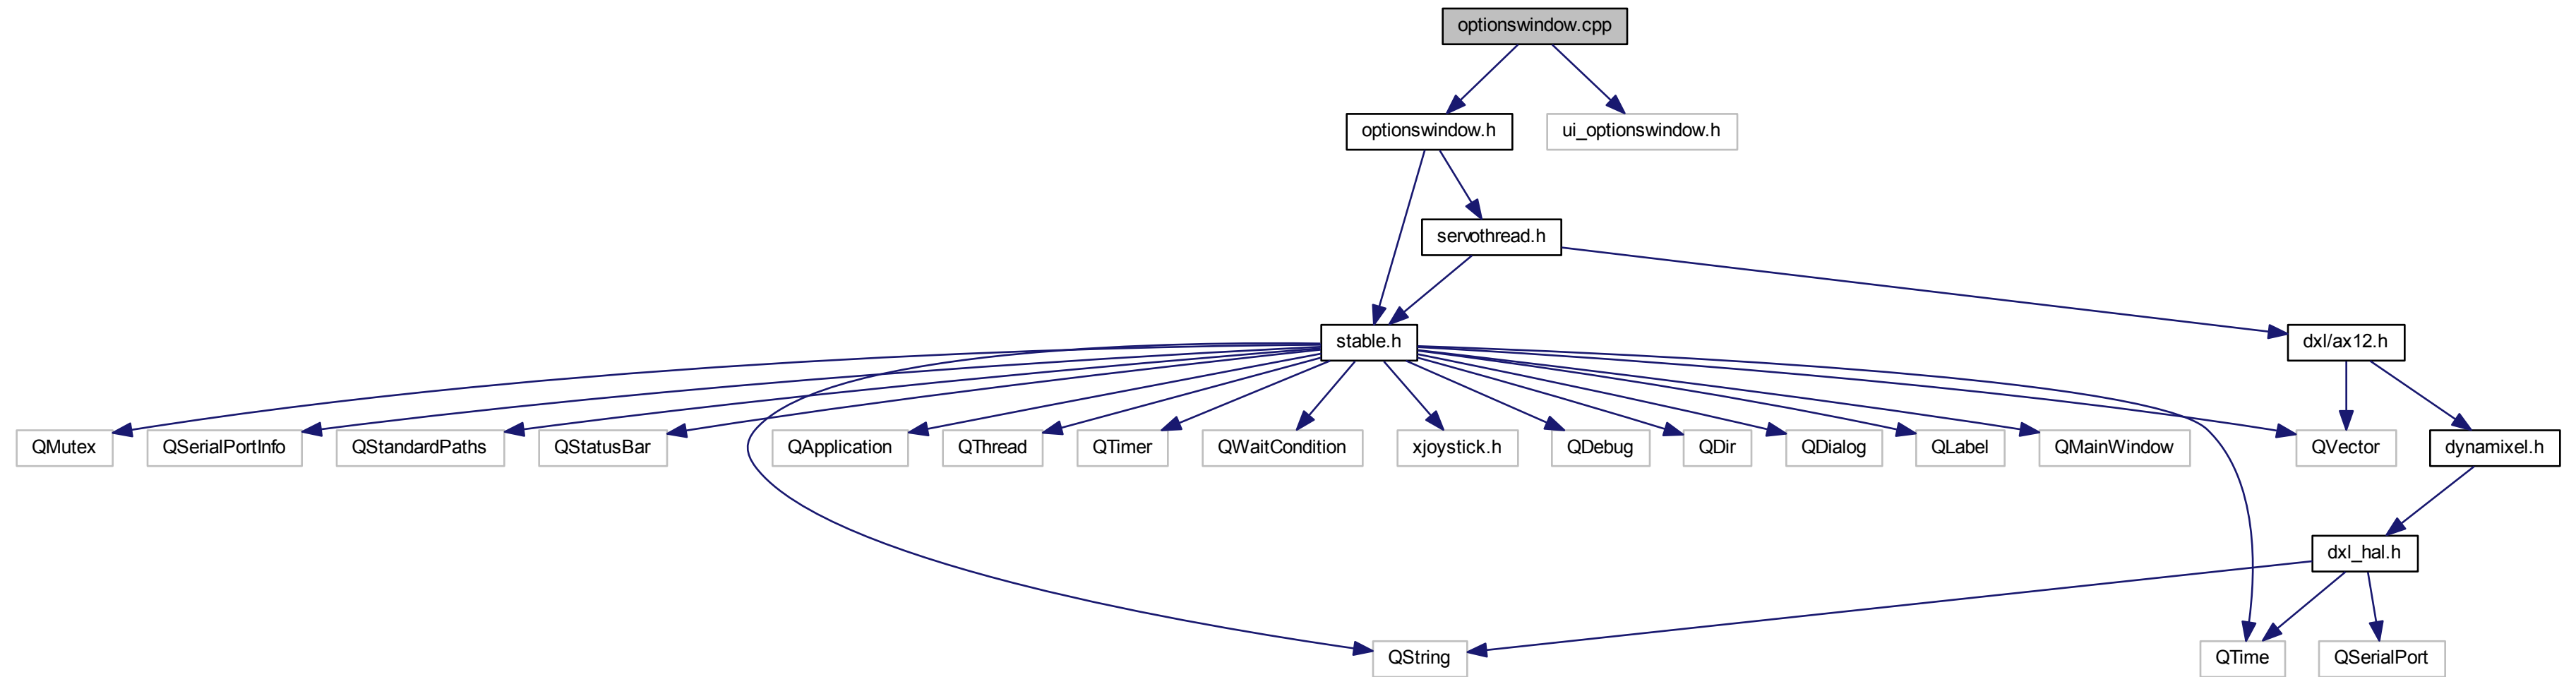 optionswindow.cpp
optionswindow.h
ui_optionswindow.h
servothread.h
stable.h
dxl/ax12.h
QMutex
QSerialPortInfo
QStandardPaths
QStatusBar
QApplication
QThread
QTimer
QWaitCondition
xjoystick.h
QDebug
QDir
QDialog
QLabel
QMainWindow
QVector
dynamixel.h
dxl_hal.h
QString
QTime
QSerialPort